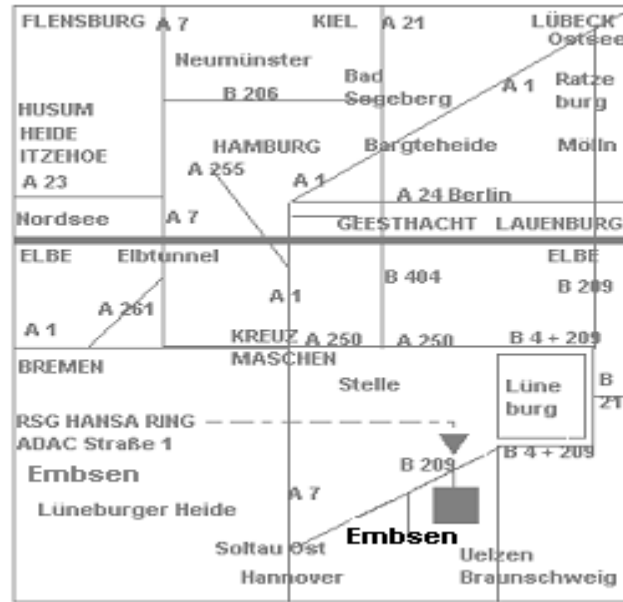 FLENSBURG A 7 KIEL A 21 LÜBECK
Ostsee
Neumünster
Bad
Segeberg
A 1
Ratze
burg
B 206
HUSUM
HEIDE
ITZEHOE
HAMBURG
Bargteheide
Mölln
A 255
A 23
A 1
A 24 Berlin
Nordsee
A 7
GEESTHACHT LAUENBURG
ELBE Elbtunnel ELBE
B 404
B 209
A 261
A 1
A 1
KREUZ A 250 A 250 B 4 + 209
MASCHEN
BREMEN
Stelle
Lüne
burg
B
21
RSG HANSA RING
ADAC Straße 1
Embsen
B 209
B 4 + 209
A 7
Lüneburger Heide
Embsen
Soltau Ost
Hannover
Uelzen
Braunschweig